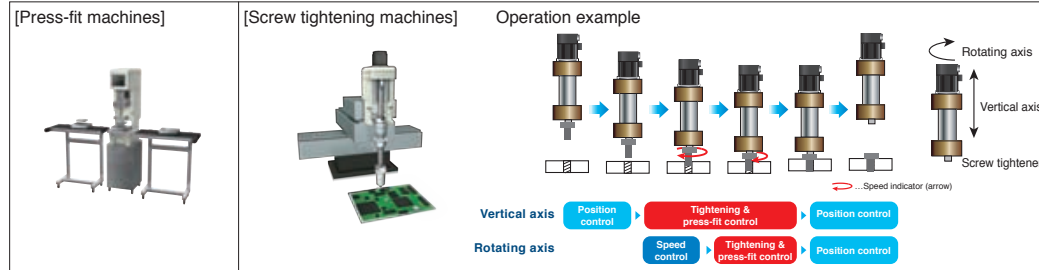 [Press-fit machines]
[Screw tightening machines]
Operation example
Rotating axis
Vertical axis
Screw tightene
...Speed indicator (arrow)
Vertical axis
Position
control
Tightening &
press-fit control
Position control
Rotating axis
Speed
control
Tightening &
press-fit control
Position control